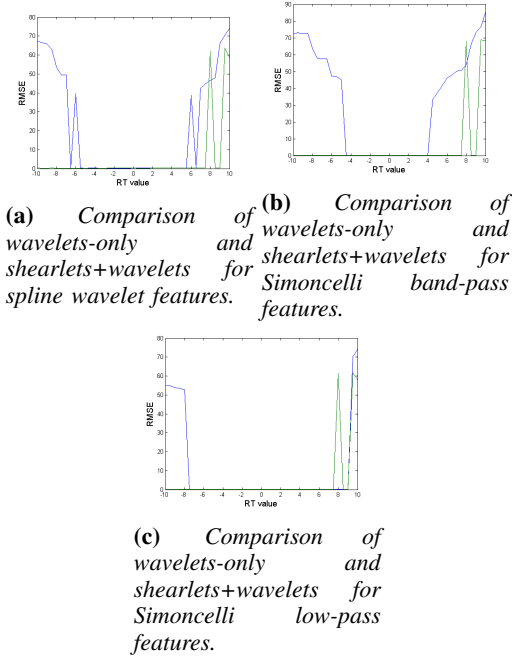 80
70
60
50
40
30
20
10
0
RMSE
-10 -8 -6 -4 -2 0 2 4 6 8 10
RT value
(a) Comparison of
wavelets-only and
shearlets+wavelets for
spline wavelet features.
90
80
70
60
50
40
30
20
10
0
RMSE
-10 -8 -6 -4 -2 0 2 4 6 8 10
RT value
(b) Comparison of
wavelets-only and
shearlets+wavelets for
Simoncelli band-pass
features.
80
70
60
50
40
30
20
10
0
RMSE
-10 -8 -6 -4 -2 0 2 4 6 8 10
RT value
(c) Comparison of
wavelets-only and
shearlets+wavelets for
Simoncelli low-pass
features.